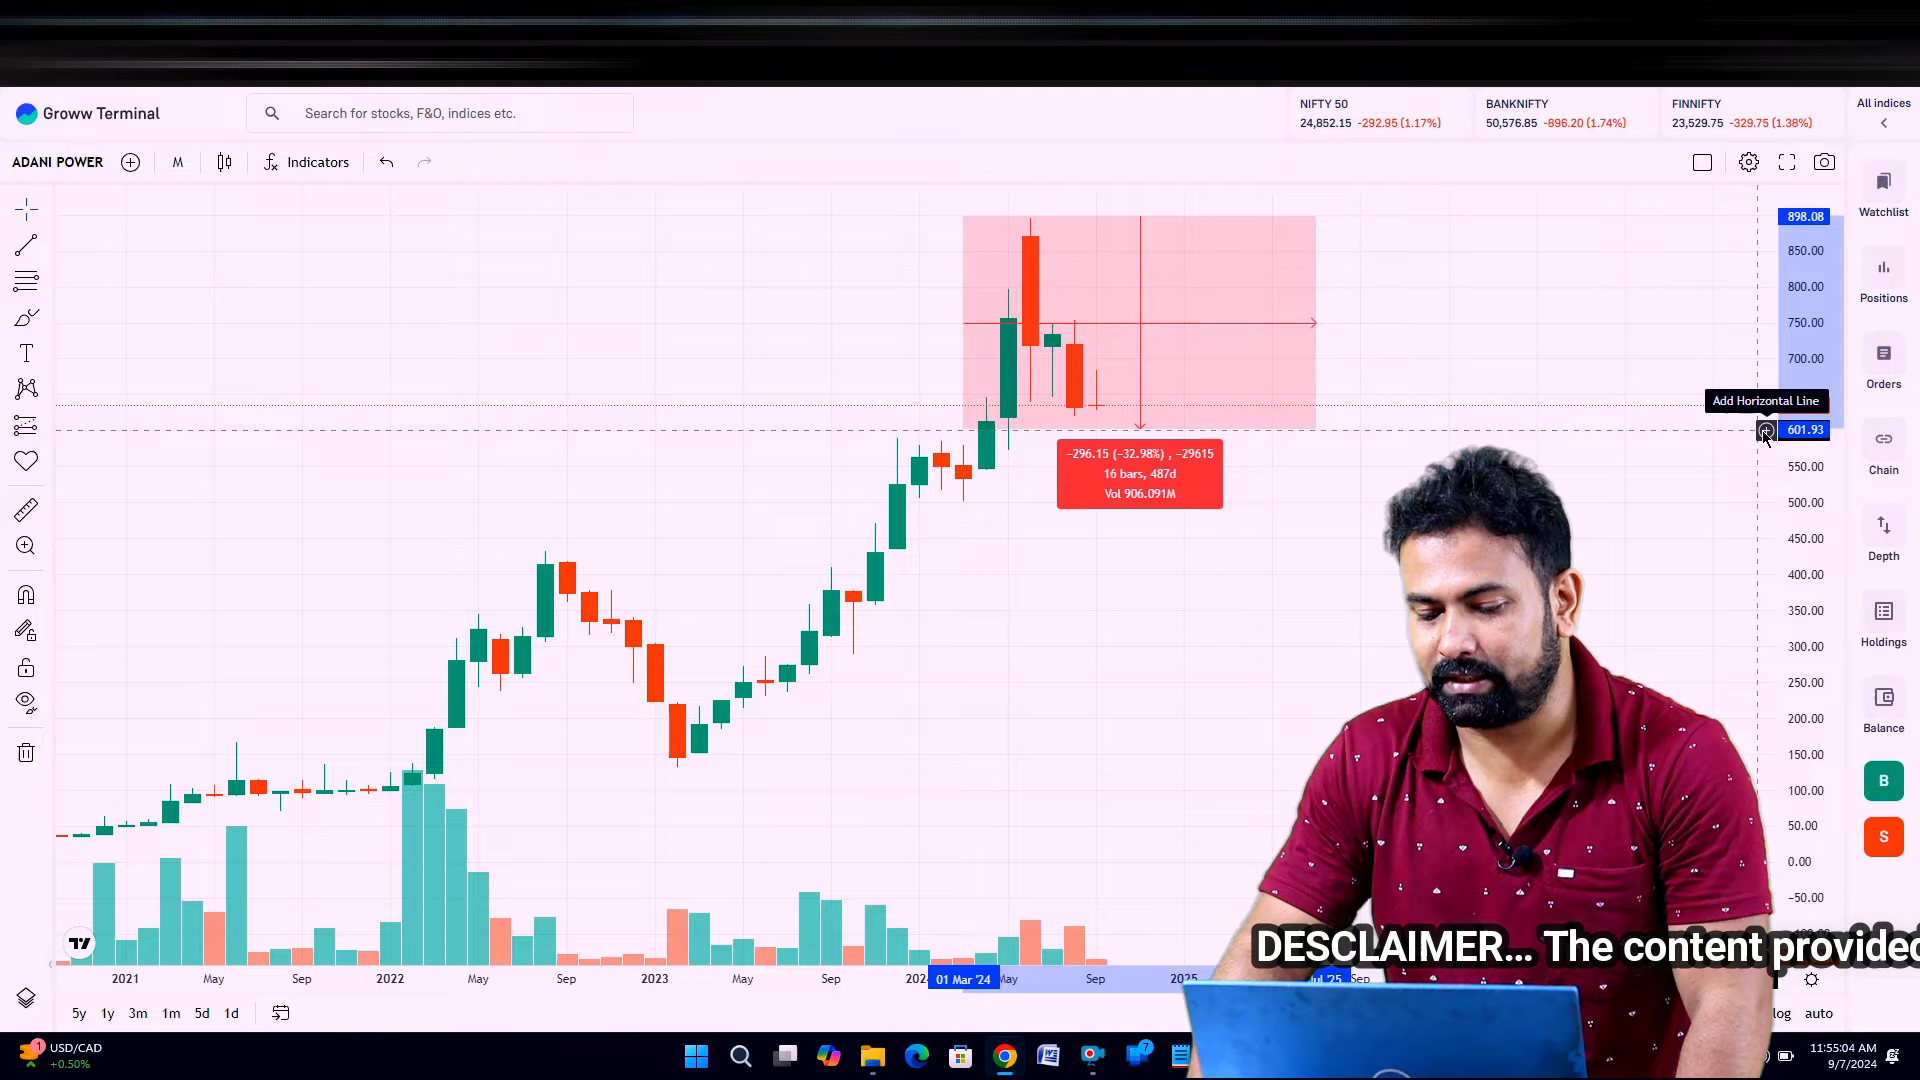 Groww Terminal
Search for stocks, F&O, indices etc.
NIFTY 50
24,852.15 -292.95 (1.17%)
BANKNIFTY
50,576.85 -896.20 (1.74%)
FINNIFTY
23,529.75 -329.75 (1.38%)
All indices
ADANI POWER
M
Indicators
Watchlist
Positions
Orders
Chain
Depth
Holdings
Balance
B
S
898.08
850.00
800.00
750.00
700.00
Add Horizontal Line
601.93
550.00
500.00
450.00
400.00
350.00
300.00
250.00
200.00
150.00
100.00
50.00
0.00
−50.00
−296.15 (−32.98%) , −29615
16 bars, 487d
Vol 906.091M
DESCLAIMER... The content provided
2021 May Sep 2022 May Sep 2023 May Sep 01 Mar '24 May Sep 2025 Jul '25 Sep
5y 1y 3m 1m 5d 1d
log auto
1
USD/CAD
+0.50%
7
11:55:04 AM
9/7/2024